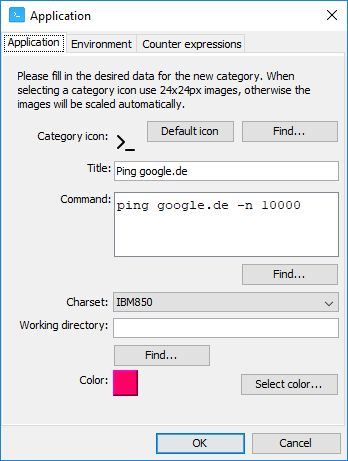 Application
Application Environment Counter expressions
Please fill in the desired data for the new category. When
selecting a category icon use 24x24px images, otherwise the
images will be scaled automatically.
Category icon: Default icon Find...
Title: Ping google.de
Command: ping google.de -n 10000
Find...
Charset: IBM850
Working directory:
Find...
Color: Select color...
OK Cancel